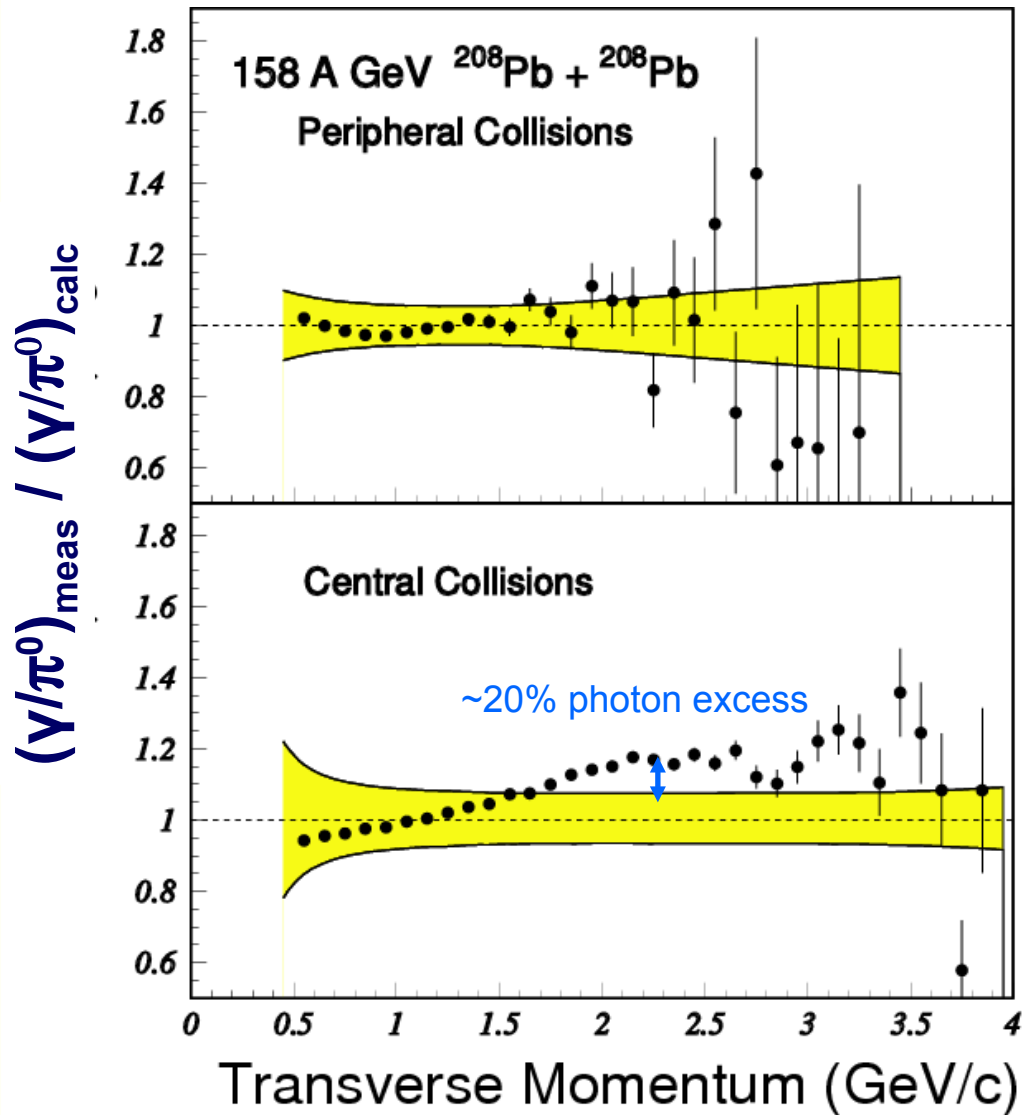 1.8
158 A GeV ²⁰⁸Pb + ²⁰⁸Pb
1.6
Peripheral Collisions
1.4
1.2
1
0.8
0.6
(γ/π⁰)meas / (γ/π⁰)calc
1.8
Central Collisions
1.6
1.4
~20% photon excess
1.2
1
0.8
0.6
0 0.5 1 1.5 2 2.5 3 3.5 4
Transverse Momentum (GeV/c)